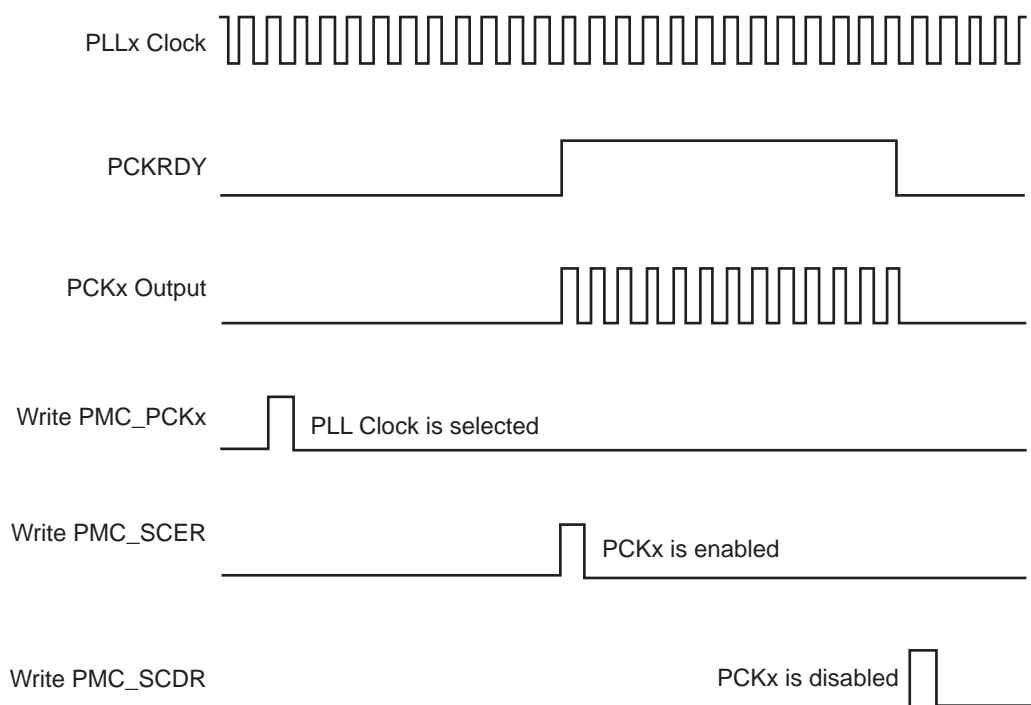 PLLx Clock
PCKRDY
PCKx Output
Write PMC_PCKx
PLL Clock is selected
Write PMC_SCER
PCKx is enabled
Write PMC_SCDR
PCKx is disabled